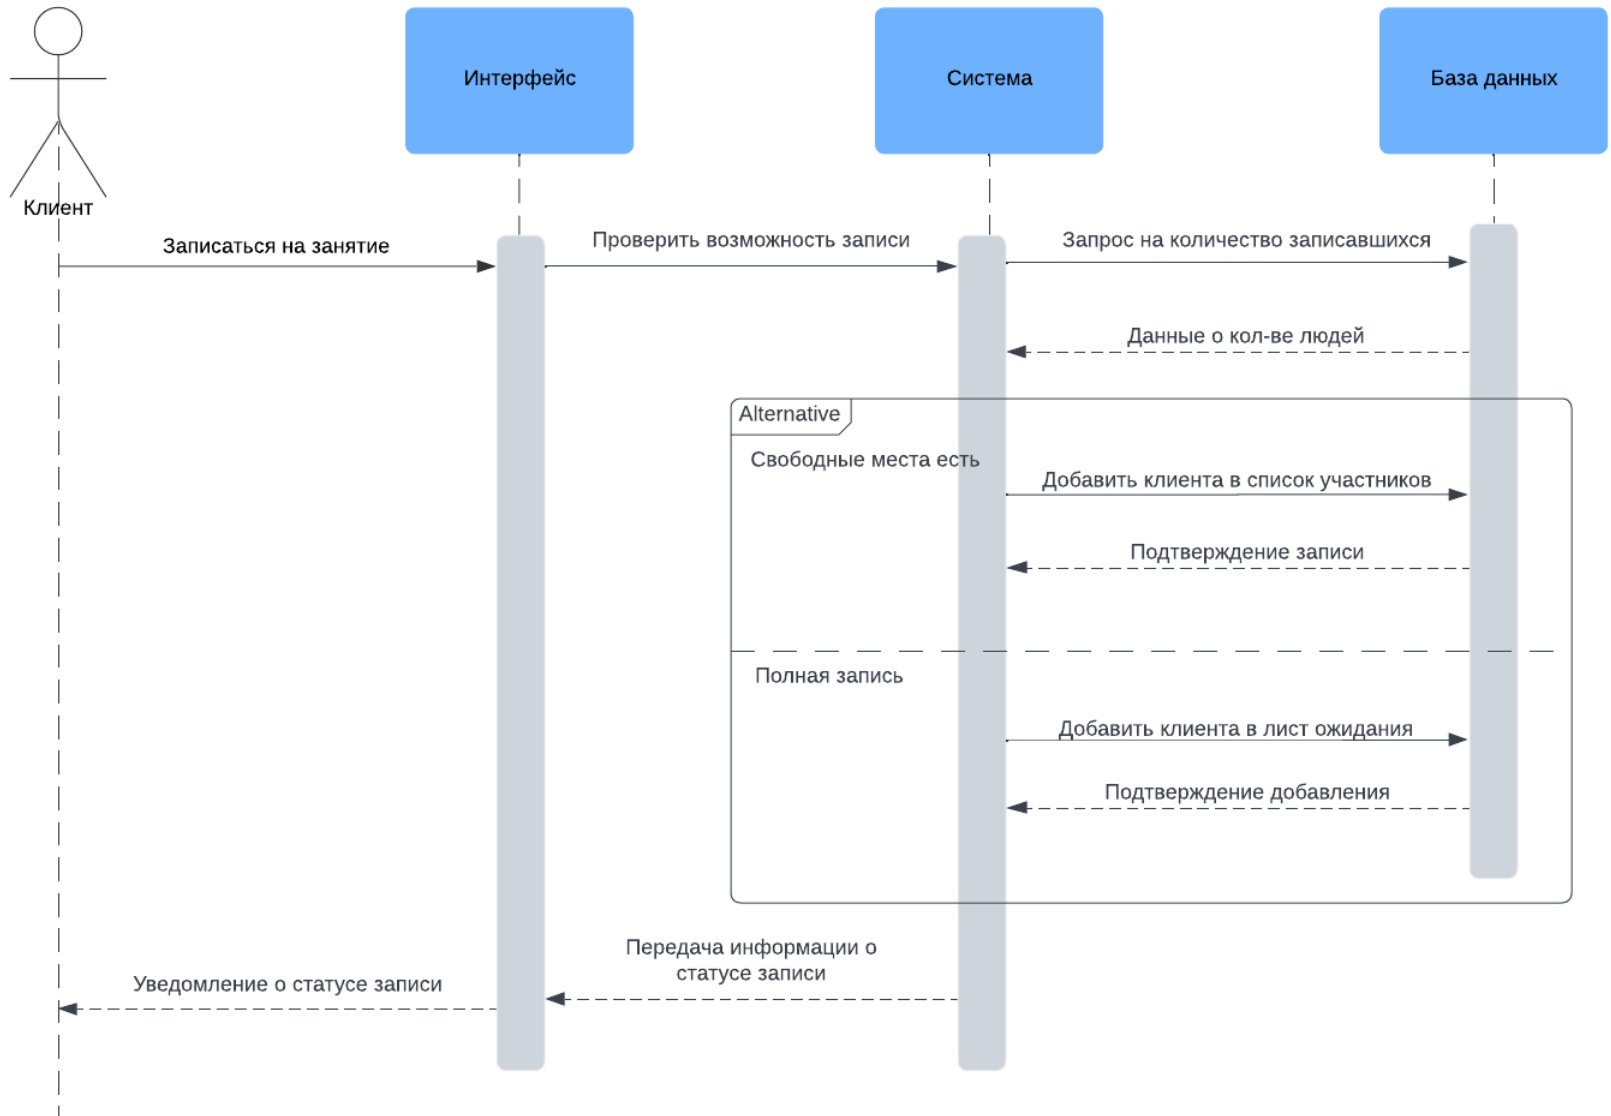 Интерфейс
Система
База данных
Клиент
Записаться на занятие
Проверить возможность записи
Запрос на количество записавшихся
Данные о кол-ве людей
Alternative
Свободные места есть
Добавить клиента в список участников
Подтверждение записи
Полная запись
Добавить клиента в лист ожидания
Подтверждение добавления
Передача информации о
статусе записи
Уведомление о статусе записи